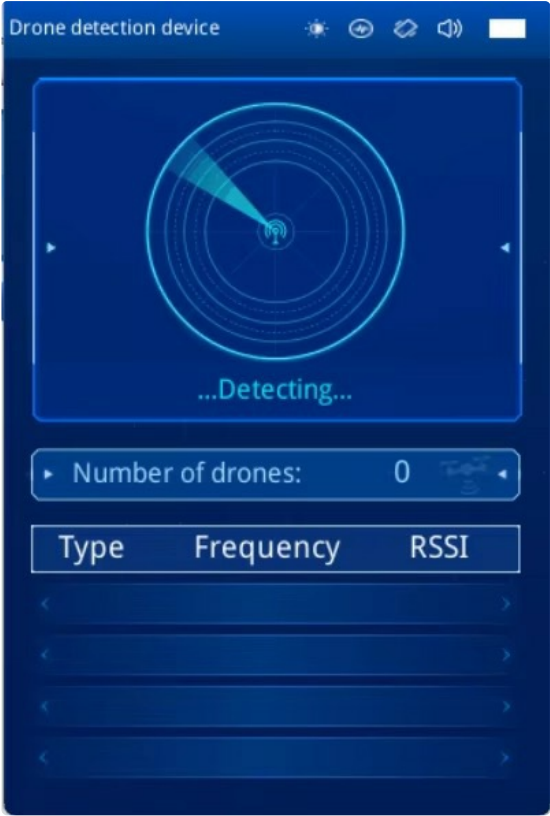 Drone detection device
...Detecting...
Number of drones: 0
Type Frequency RSSI